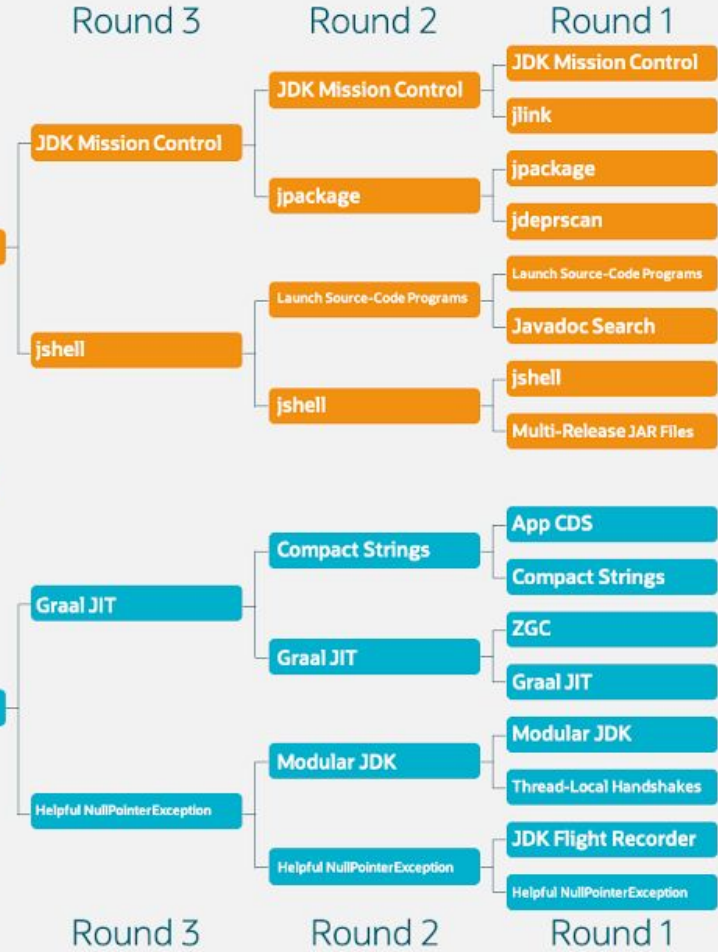 Round 3
Round 2
Round 1
JDK Mission Control
JDK Mission Control
JDK Mission Control
jlink
jpackage
jpackage
jdeprscan
jshell
Launch Source-Code Programs
Launch Source-Code Programs
Javadoc Search
jshell
jshell
Multi-Release JAR Files
Graal JIT
Compact Strings
App CDS
Compact Strings
Graal JIT
ZGC
Graal JIT
Helpful NullPointerException
Modular JDK
Modular JDK
Thread-Local Handshakes
Helpful NullPointerException
JDK Flight Recorder
Helpful NullPointerException
Round 3
Round 2
Round 1